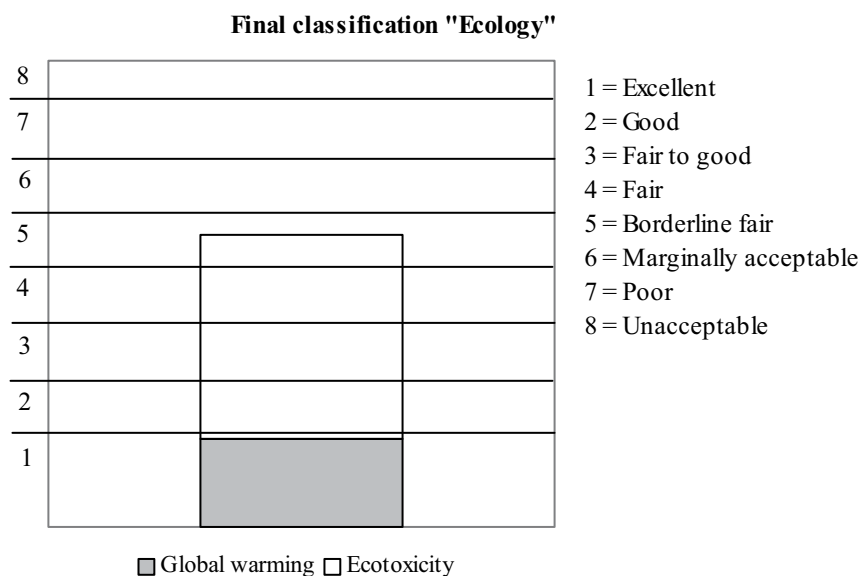 Final classification "Ecology"
8
7
6
5
4
3
2
1
1 = Excellent
2 = Good
3 = Fair to good
4 = Fair
5 = Borderline fair
6 = Marginally acceptable
7 = Poor
8 = Unacceptable
Global warming Ecotoxicity